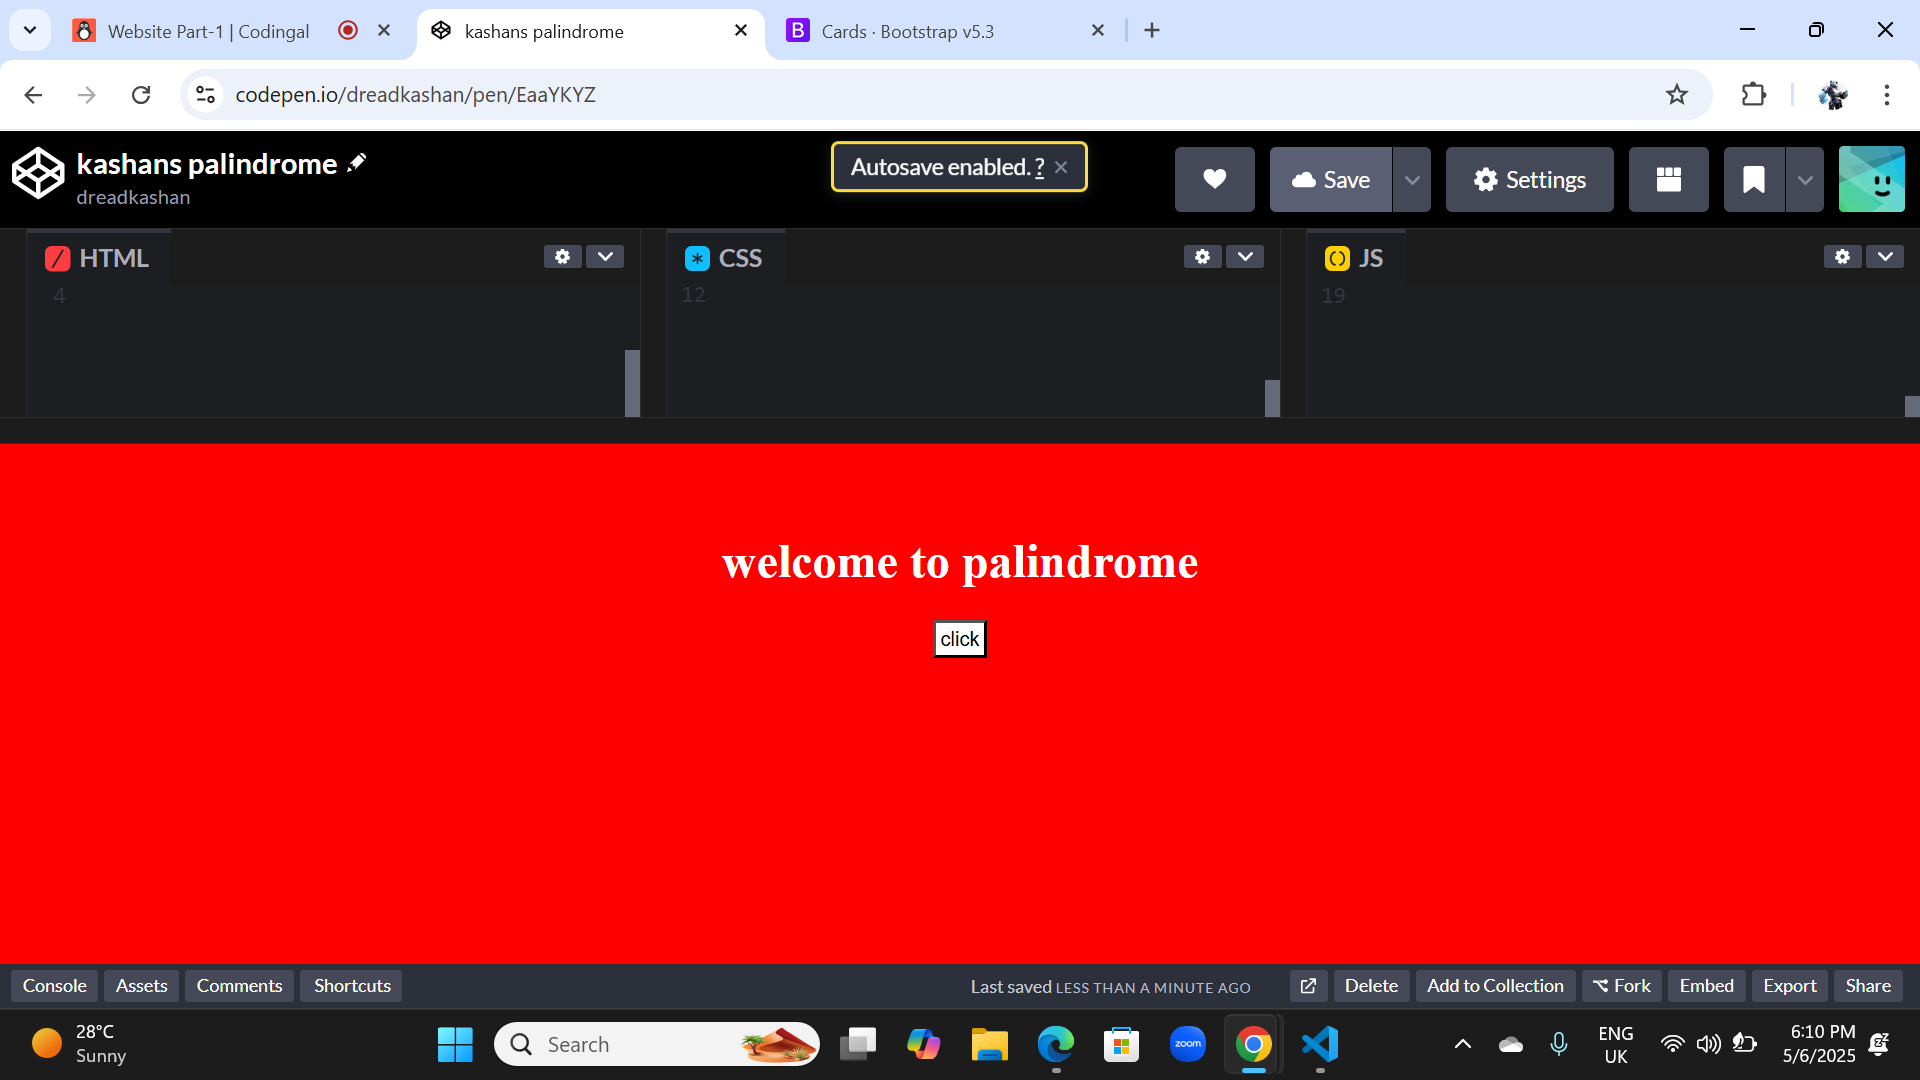 Website Part-1 | Codingal
kashans palindrome
B Cards · Bootstrap v5.3
codepen.io/dreadkashan/pen/EaaYKYZ
kashans palindrome
dreadkashan
Autosave enabled. ?
Save
Settings
HTML
CSS
JS
4
12
19
welcome to palindrome
click
Console
Assets
Comments
Shortcuts
Last saved LESS THAN A MINUTE AGO
Delete
Add to Collection
Fork
Embed
Export
Share
28°C
Sunny
Search
zoom
ENG
UK
6:10 PM
5/6/2025